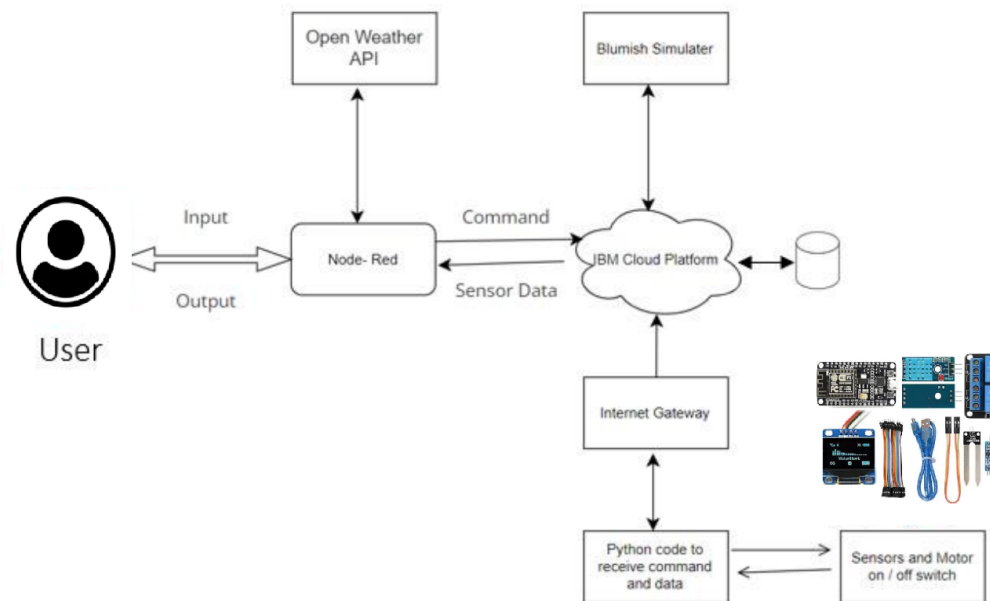 Open Weather
API
Blumish Simulater
Input
Command
Node- Red
IBM Cloud Platform
Sensor Data
Output
User
Internet Gateway
Python code to
receive command
and data
Sensors and Motor
on / off switch